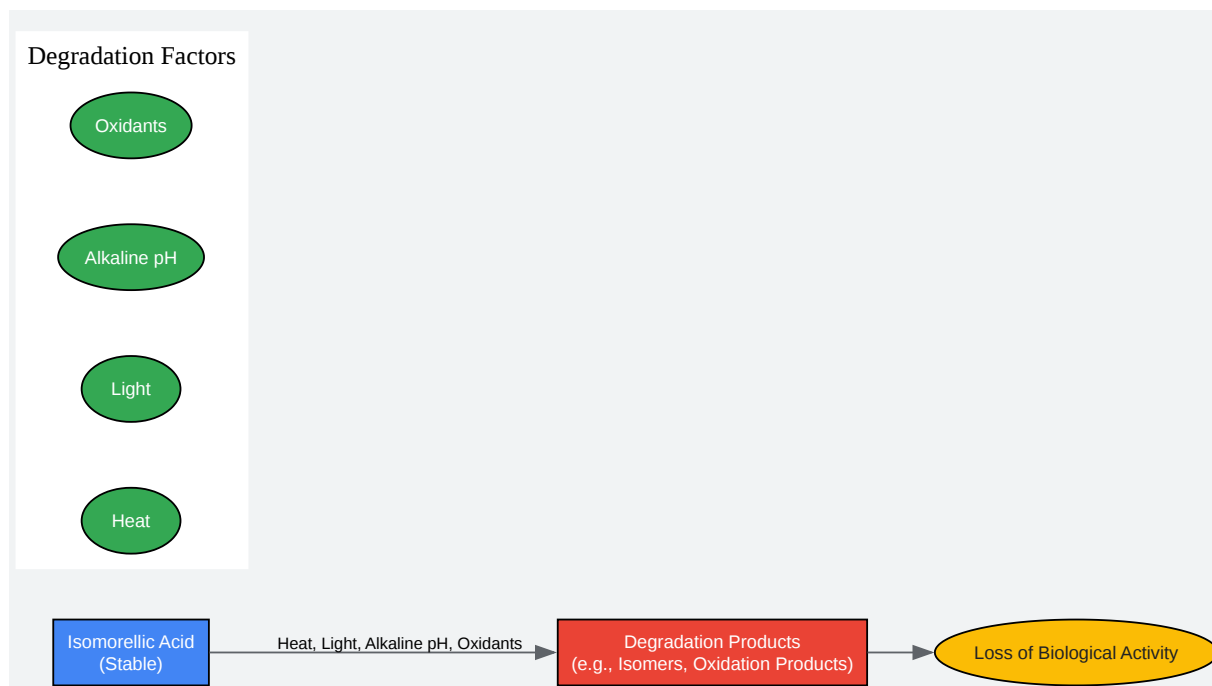 Degradation Factors
Oxidants
Alkaline pH
Light
Heat
Isomorellic Acid
(Stable)
Heat, Light, Alkaline pH, Oxidants
Degradation Products
(e.g., Isomers, Oxidation Products)
Loss of Biological Activity